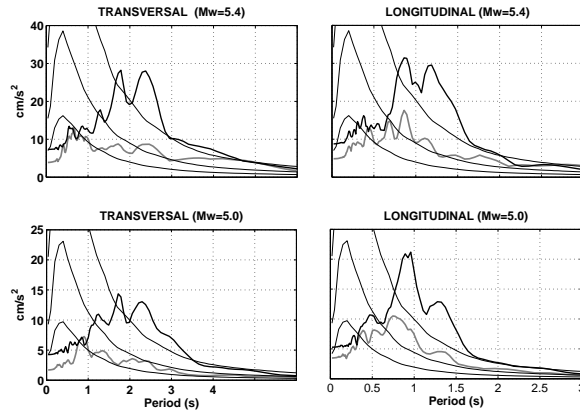 TRANSVERSAL (Mw=5.4)
LONGITUDINAL (Mw=5.4)
40
30
20
10
0
cm/s²
TRANSVERSAL (Mw=5.0)
LONGITUDINAL (Mw=5.0)
25
20
15
10
5
0
cm/s²
0 1 2 3 4
0 0.5 1 1.5 2 2.5 3
Period (s)
Period (s)